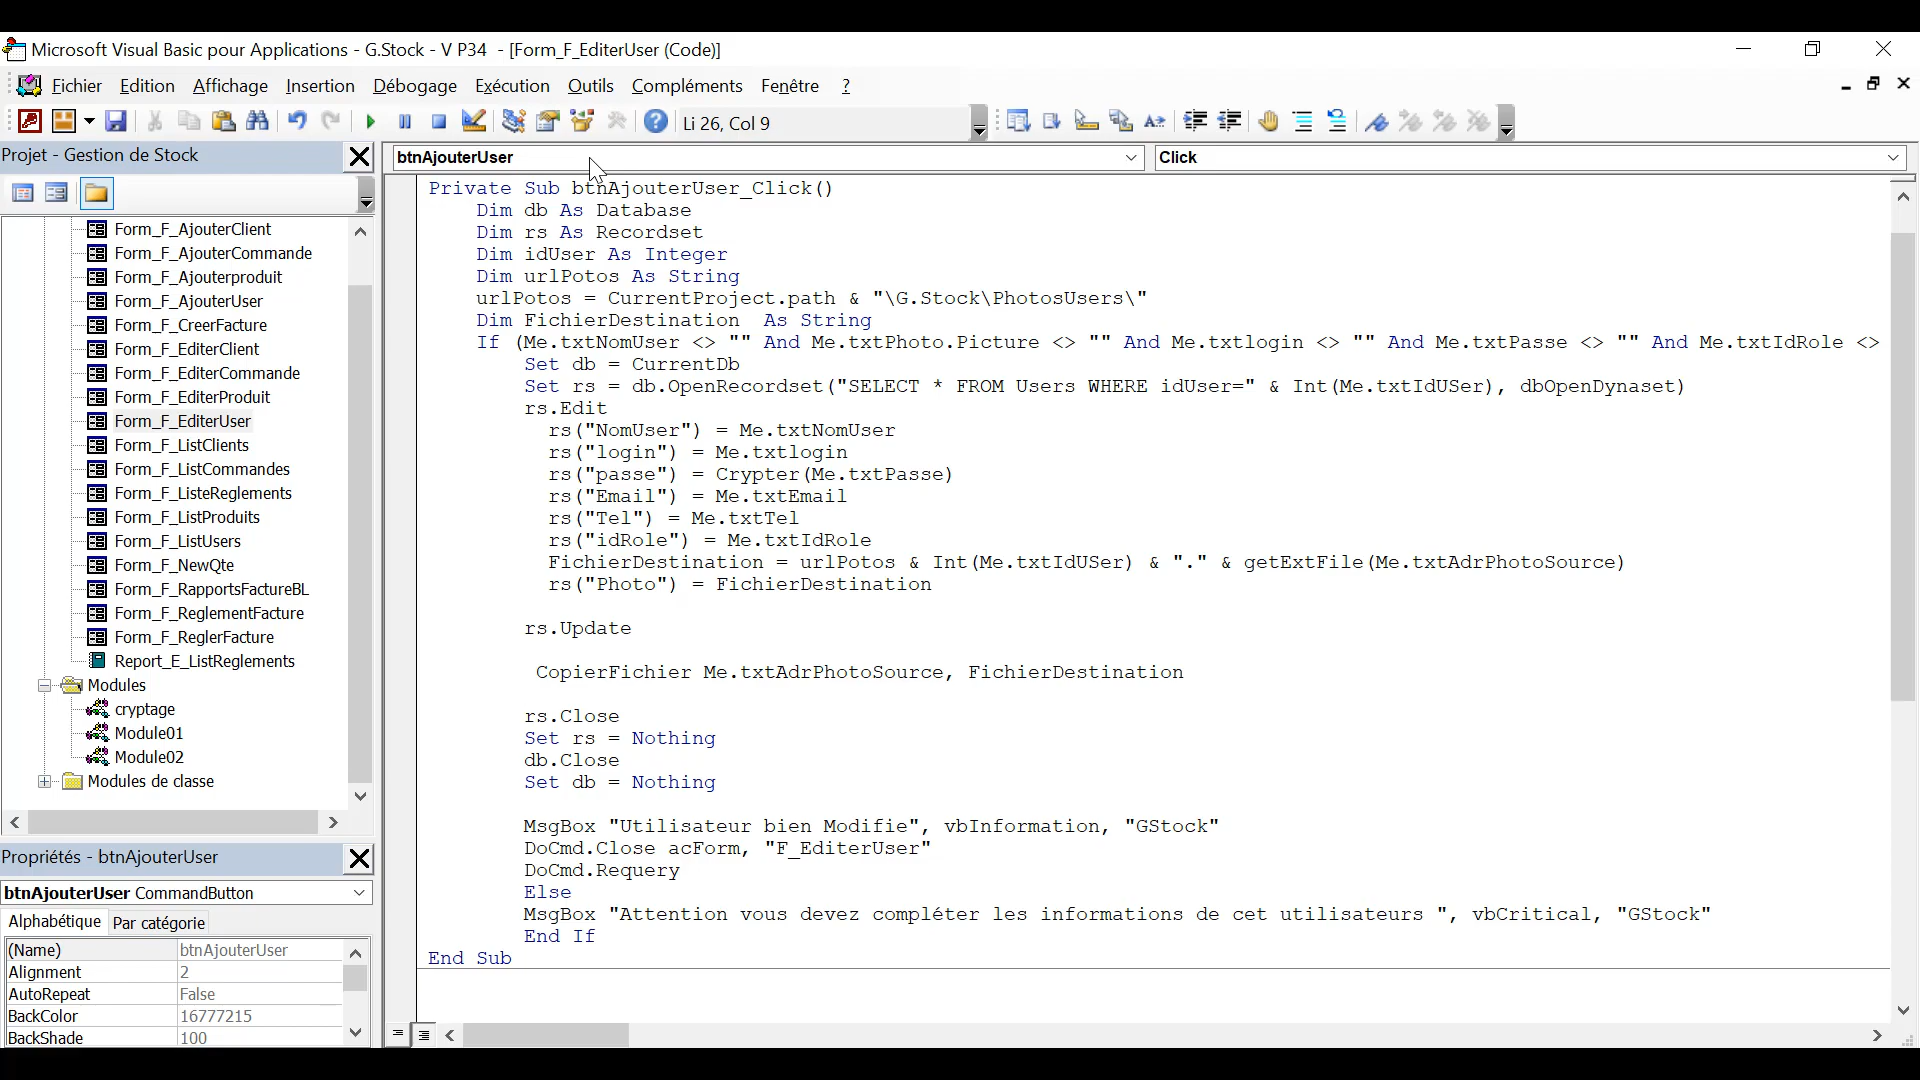 Microsoft Visual Basic pour Applications - G.Stock - V P34 - [Form_F_EditerUser (Code)]
Fichier Edition Affichage Insertion Débogage Exécution Outils Compléments Fenêtre ?
Li 26, Col 9
Projet - Gestion de Stock
Form_F_AjouterClient
Form_F_AjouterCommande
Form_F_Ajouterproduit
Form_F_AjouterUser
Form_F_CreerFacture
Form_F_EditerClient
Form_F_EditerCommande
Form_F_EditerProduit
Form_F_EditerUser
Form_F_ListClients
Form_F_ListCommandes
Form_F_ListeReglements
Form_F_ListProduits
Form_F_ListUsers
Form_F_NewQte
Form_F_RapportsFactureBL
Form_F_ReglementFacture
Form_F_ReglerFacture
Report_E_ListReglements
Modules
cryptage
Module01
Module02
Modules de classe
Propriétés - btnAjouterUser
btnAjouterUser CommandButton
Alphabétique Par catégorie
(Name) btnAjouterUser
Alignment 2
AutoRepeat False
BackColor 16777215
BackShade 100
btnAjouterUser Click
Private Sub btnAjouterUser_Click()
Dim db As Database
Dim rs As Recordset
Dim idUser As Integer
Dim urlPotos As String
urlPotos = CurrentProject.path & "\G.Stock\PhotosUsers\"
Dim FichierDestination As String
If (Me.txtNomUser <> "" And Me.txtPhoto.Picture <> "" And Me.txtlogin <> "" And Me.txtPasse <> "" And Me.txtIdRole <>
Set db = CurrentDb
Set rs = db.OpenRecordset("SELECT * FROM Users WHERE idUser=" & Int(Me.txtIdUSer), dbOpenDynaset)
rs.Edit
rs("NomUser") = Me.txtNomUser
rs("login") = Me.txtlogin
rs("passe") = Crypter(Me.txtPasse)
rs("Email") = Me.txtEmail
rs("Tel") = Me.txtTel
rs("idRole") = Me.txtIdRole
FichierDestination = urlPotos & Int(Me.txtIdUSer) & "." & getExtFile(Me.txtAdrPhotoSource)
rs("Photo") = FichierDestination
rs.Update
CopierFichier Me.txtAdrPhotoSource, FichierDestination
rs.Close
Set rs = Nothing
db.Close
Set db = Nothing
MsgBox "Utilisateur bien Modifie", vbInformation, "GStock"
DoCmd.Close acForm, "F_EditerUser"
DoCmd.Requery
Else
MsgBox "Attention vous devez compléter les informations de cet utilisateurs ", vbCritical, "GStock"
End If
End Sub